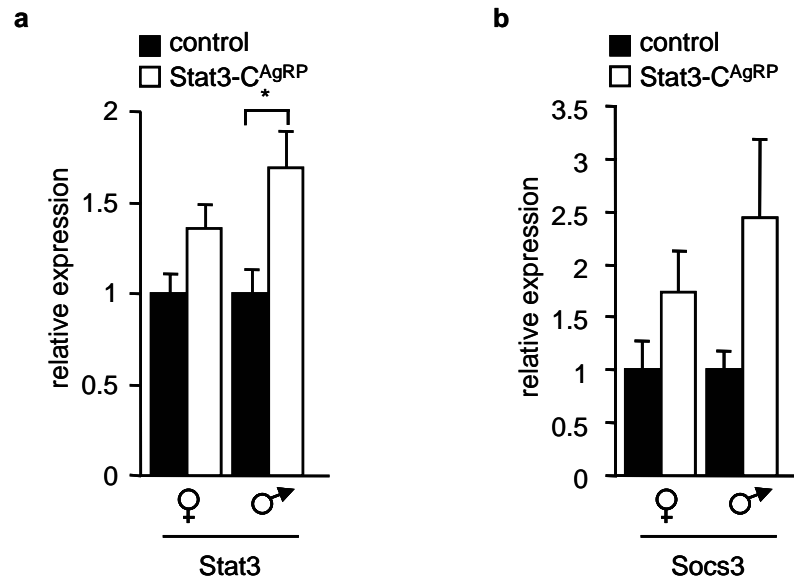 a
control
Stat3-C^AgRP
*
2
1.5
1
0.5
0
relative expression
♀ ♂
Stat3
b
control
Stat3-C^AgRP
3.5
3
2.5
2
1.5
1
0.5
0
relative expression
♀ ♂
Socs3